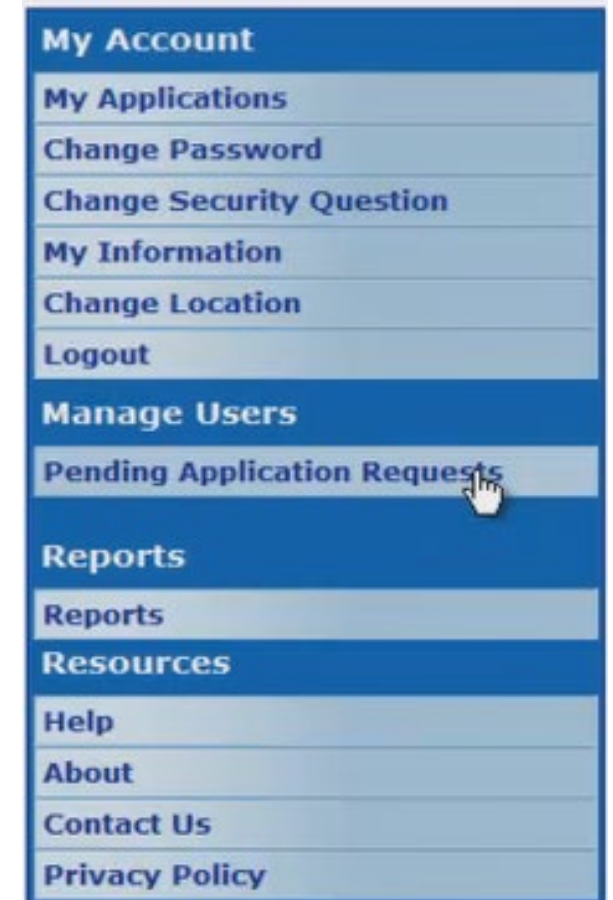 My Account
My Applications
Change Password
Change Security Question
My Information
Change Location
Logout
Manage Users
Pending Application Requests
Reports
Reports
Resources
Help
About
Contact Us
Privacy Policy